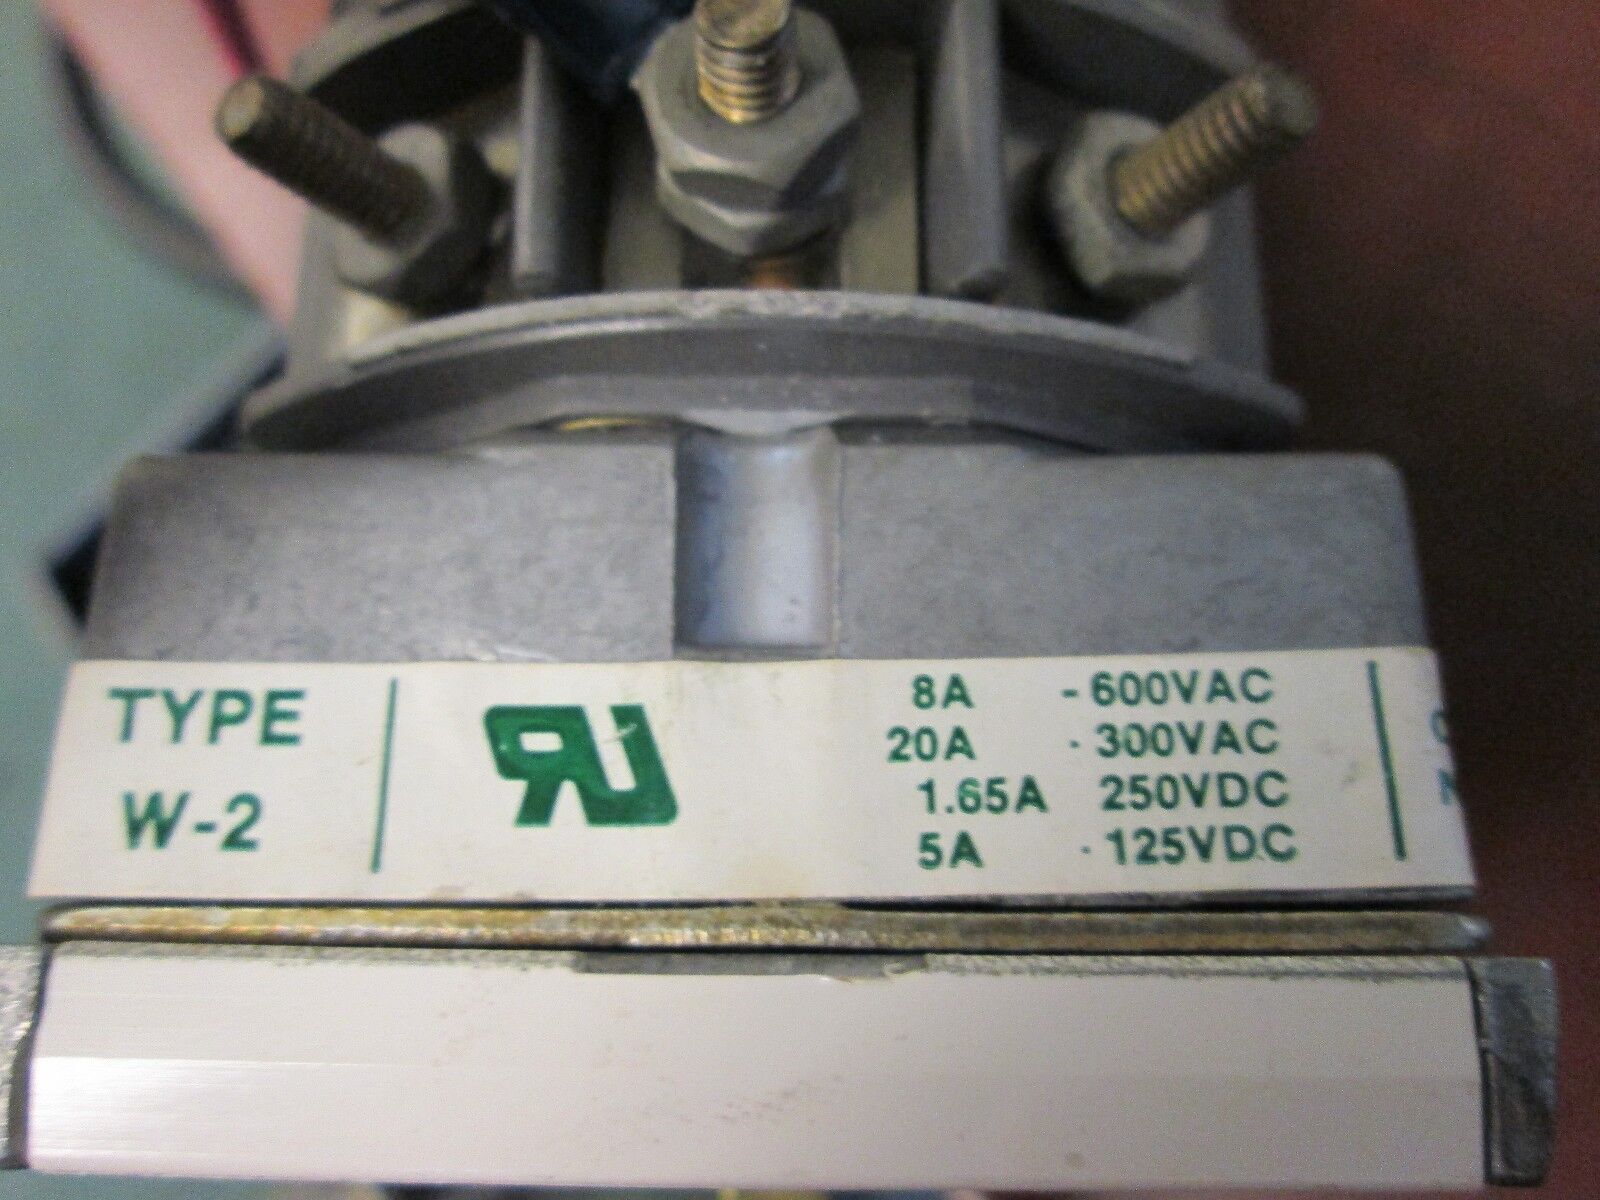 TYPE
W-2
8A - 600VAC
20A - 300VAC
1.65A 250VDC
5A - 125VDC